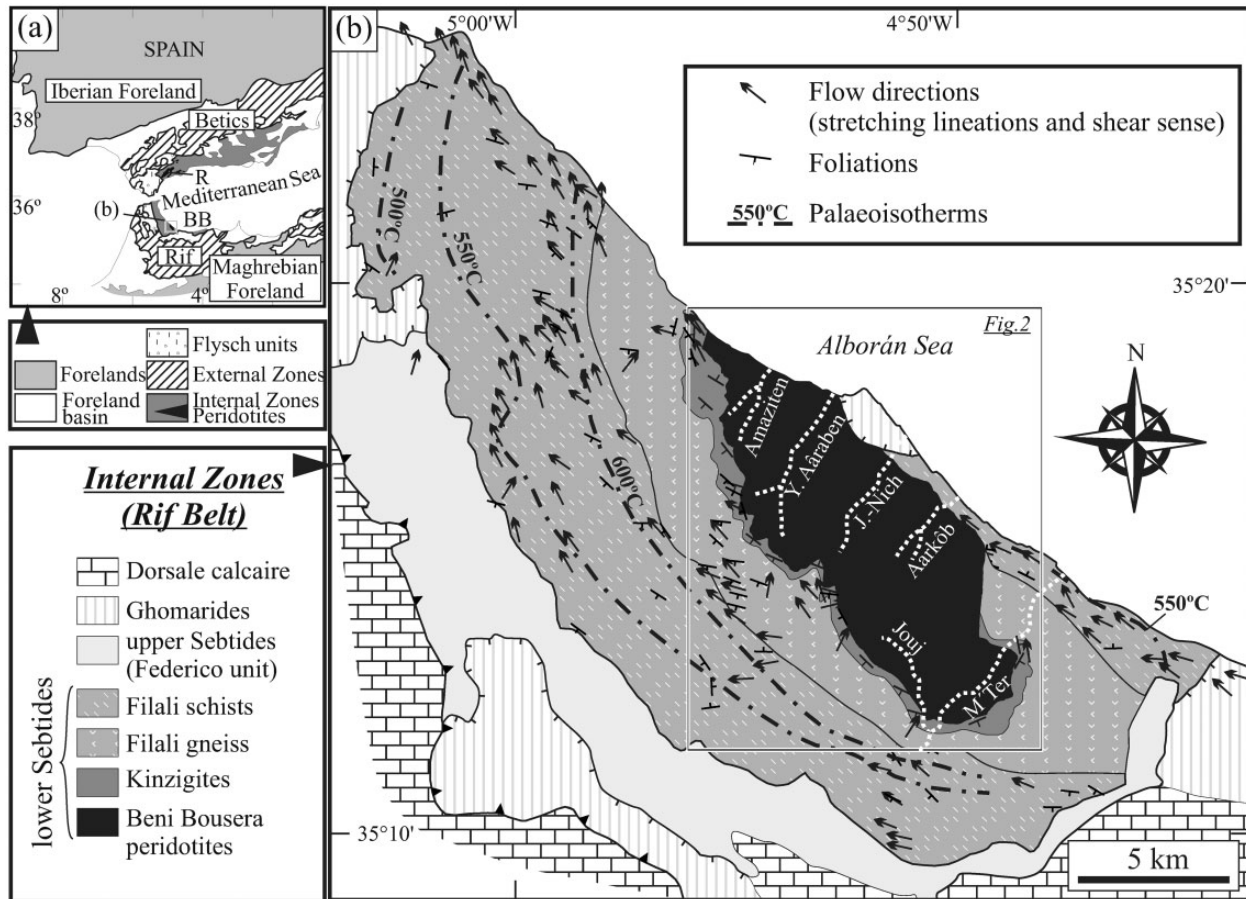 (a)
SPAIN
Iberian Foreland
38º
Betics
R
Mediterranean Sea
36º
(b)
BB
Rif
Maghrebian
Foreland
8º
4º
Flysch units
Forelands
External Zones
Foreland
basin
Internal Zones
Peridotites
Internal Zones
(Rif Belt)
Dorsale calcaire
Ghomarides
upper Sebtides
(Federico unit)
lower Sebtides
Filali schists
Filali gneiss
Kinzigites
Beni Bousera
peridotites
(b)
5°00'W
4°50'W
Flow directions
(stretching lineations and shear sense)
Foliations
550ºC
Palaeoisotherms
35°20'
500ºC
550ºC
600ºC
Fig.2
Alborán Sea
N
Amaziten
Y. Aâraben
J.-Nich
Aarkôb
Jouj
M'Ter
550ºC
35°10'
5 km